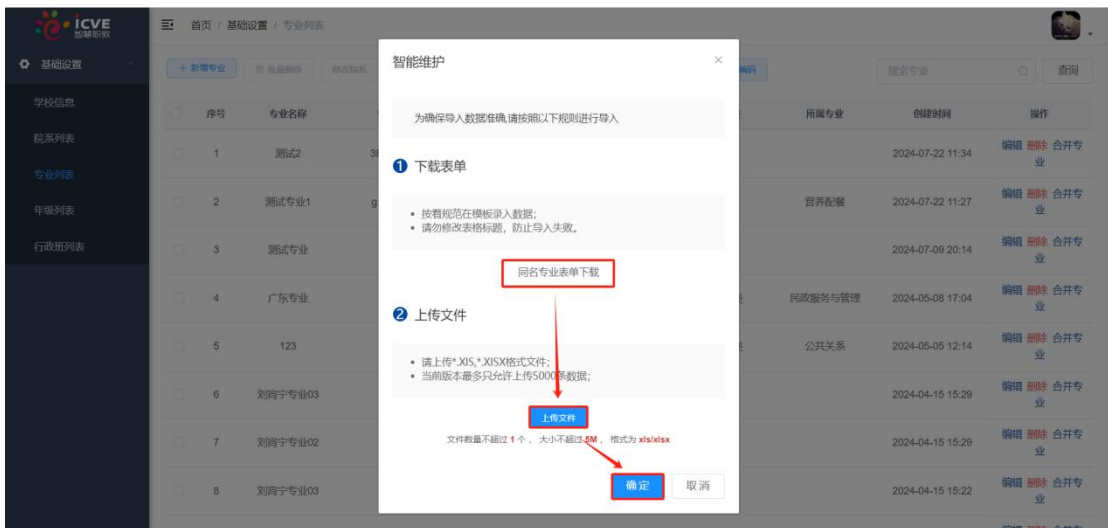 iCVE
智慧职教
首页 / 基础设置 / 专业列表
基础设置
学校信息
院系列表
专业列表
年级列表
行政班列表
+ 新增专业 批量删除 修改院系 编码 搜索专业 查询
序号 专业名称 所属专业 创建时间 操作
1 测试2 2024-07-22 11:34 编辑 删除 合并专业
2 测试专业1 营养配餐 2024-07-22 11:27 编辑 删除 合并专业
3 测试专业 2024-07-09 20:14 编辑 删除 合并专业
4 广东专业 民政服务与管理 2024-05-08 17:04 编辑 删除 合并专业
5 123 公共关系 2024-05-05 12:14 编辑 删除 合并专业
6 刘宵宁专业03 2024-04-15 15:29 编辑 删除 合并专业
7 刘宵宁专业02 2024-04-15 15:29 编辑 删除 合并专业
8 刘宵宁专业03 2024-04-15 15:22 编辑 删除 合并专业
智能维护
为确保导入数据准确,请按照以下规则进行导入
1 下载表单
• 按着规范在模板录入数据;
• 请勿修改表格标题，防止导入失败。
同名专业表单下载
2 上传文件
• 请上传*.XIS,*.XISX格式文件;
• 当前版本最多只允许上传5000条数据;
上传文件
文件数量不超过 1 个， 大小不超过 5M， 格式为 xls/xlsx
确定 取消